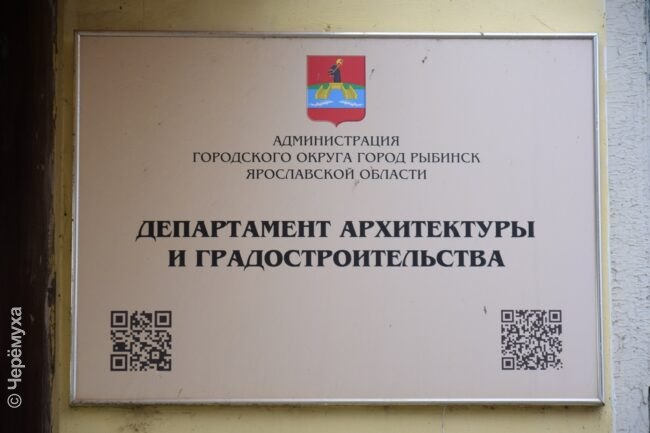 АДМИНИСТРАЦИЯ
ГОРОДСКОГО ОКРУГА ГОРОД РЫБИНСК
ЯРОСЛАВСКОЙ ОБЛАСТИ
ДЕПАРТАМЕНТ АРХИТЕКТУРЫ
И ГРАДОСТРОИТЕЛЬСТВА
© Черёмуха